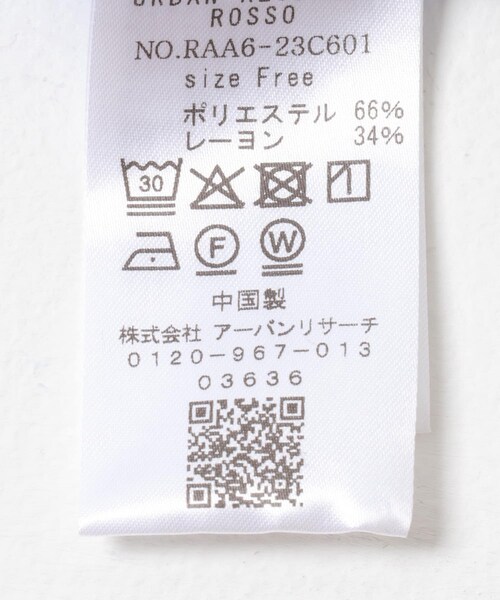 ROSSO
NO.RAA6-23C601
size Free
ポリエステル 66%
レーヨン 34%
30
F W
中国製
株式会社 アーバンリサーチ
0120-967-013
03636